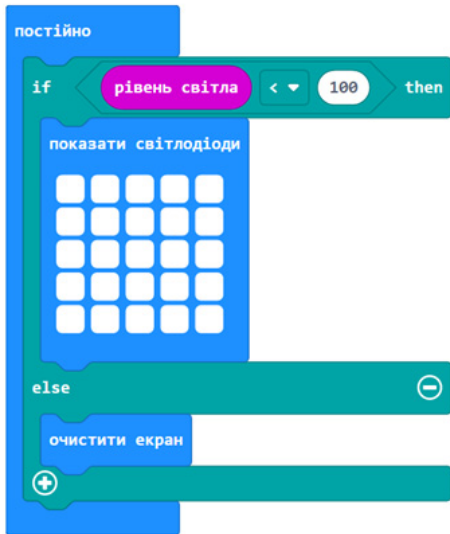 постійно
if рівень світла < 100 then
показати світлодіоди
else
очистити екран